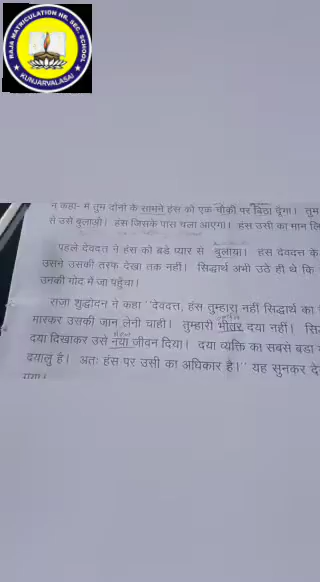 RAJA MATRICULATION HR. SEC. SCHOOL
KUNJARVALASAI
ने कहा- मैं तुम दोनों के सामने हंस को एक चौकी पर बिठा दूँगा। तुम
से उसे बुलाओ। हंस जिसके पास चला आएगा। हंस उसी का मान लि
पहले देवदत्त ने हंस को बड़े प्यार से बुलाया। हंस देवदत्त के
उसने उसकी तरफ देखा तक नहीं। सिद्धार्थ अभी उठे ही थे कि
उनकी गोद में जा पहुँचा।
राजा शुद्धोदन ने कहा "देवदत्त, हंस तुम्हारा नहीं सिद्धार्थ का
मारकर उसकी जान लेनी चाही। तुम्हारी भीतर दया नहीं। सि
दया दिखाकर उसे नया जीवन दिया। दया व्यक्ति का सबसे बड़ा
दयालु है। अतः हंस पर उसी का अधिकार है।" यह सुनकर दे
गया।